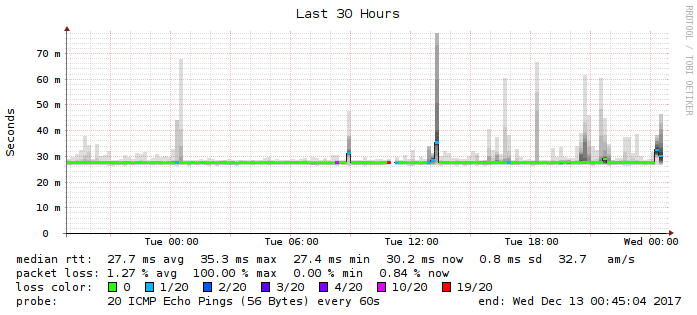 Last 30 Hours
RRDTOOL / TOBI OETIKER
Seconds
70 m
60 m
50 m
40 m
30 m
20 m
10 m
0
Tue 00:00 Tue 06:00 Tue 12:00 Tue 18:00 Wed 00:00
median rtt: 27.7 ms avg 35.3 ms max 27.4 ms min 30.2 ms now 0.8 ms sd 32.7 am/s
packet loss: 1.27 % avg 100.00 % max 0.00 % min 0.84 % now
loss color: 0 1/20 2/20 3/20 4/20 10/20 19/20
probe: 20 ICMP Echo Pings (56 Bytes) every 60s end: Wed Dec 13 00:45:04 2017